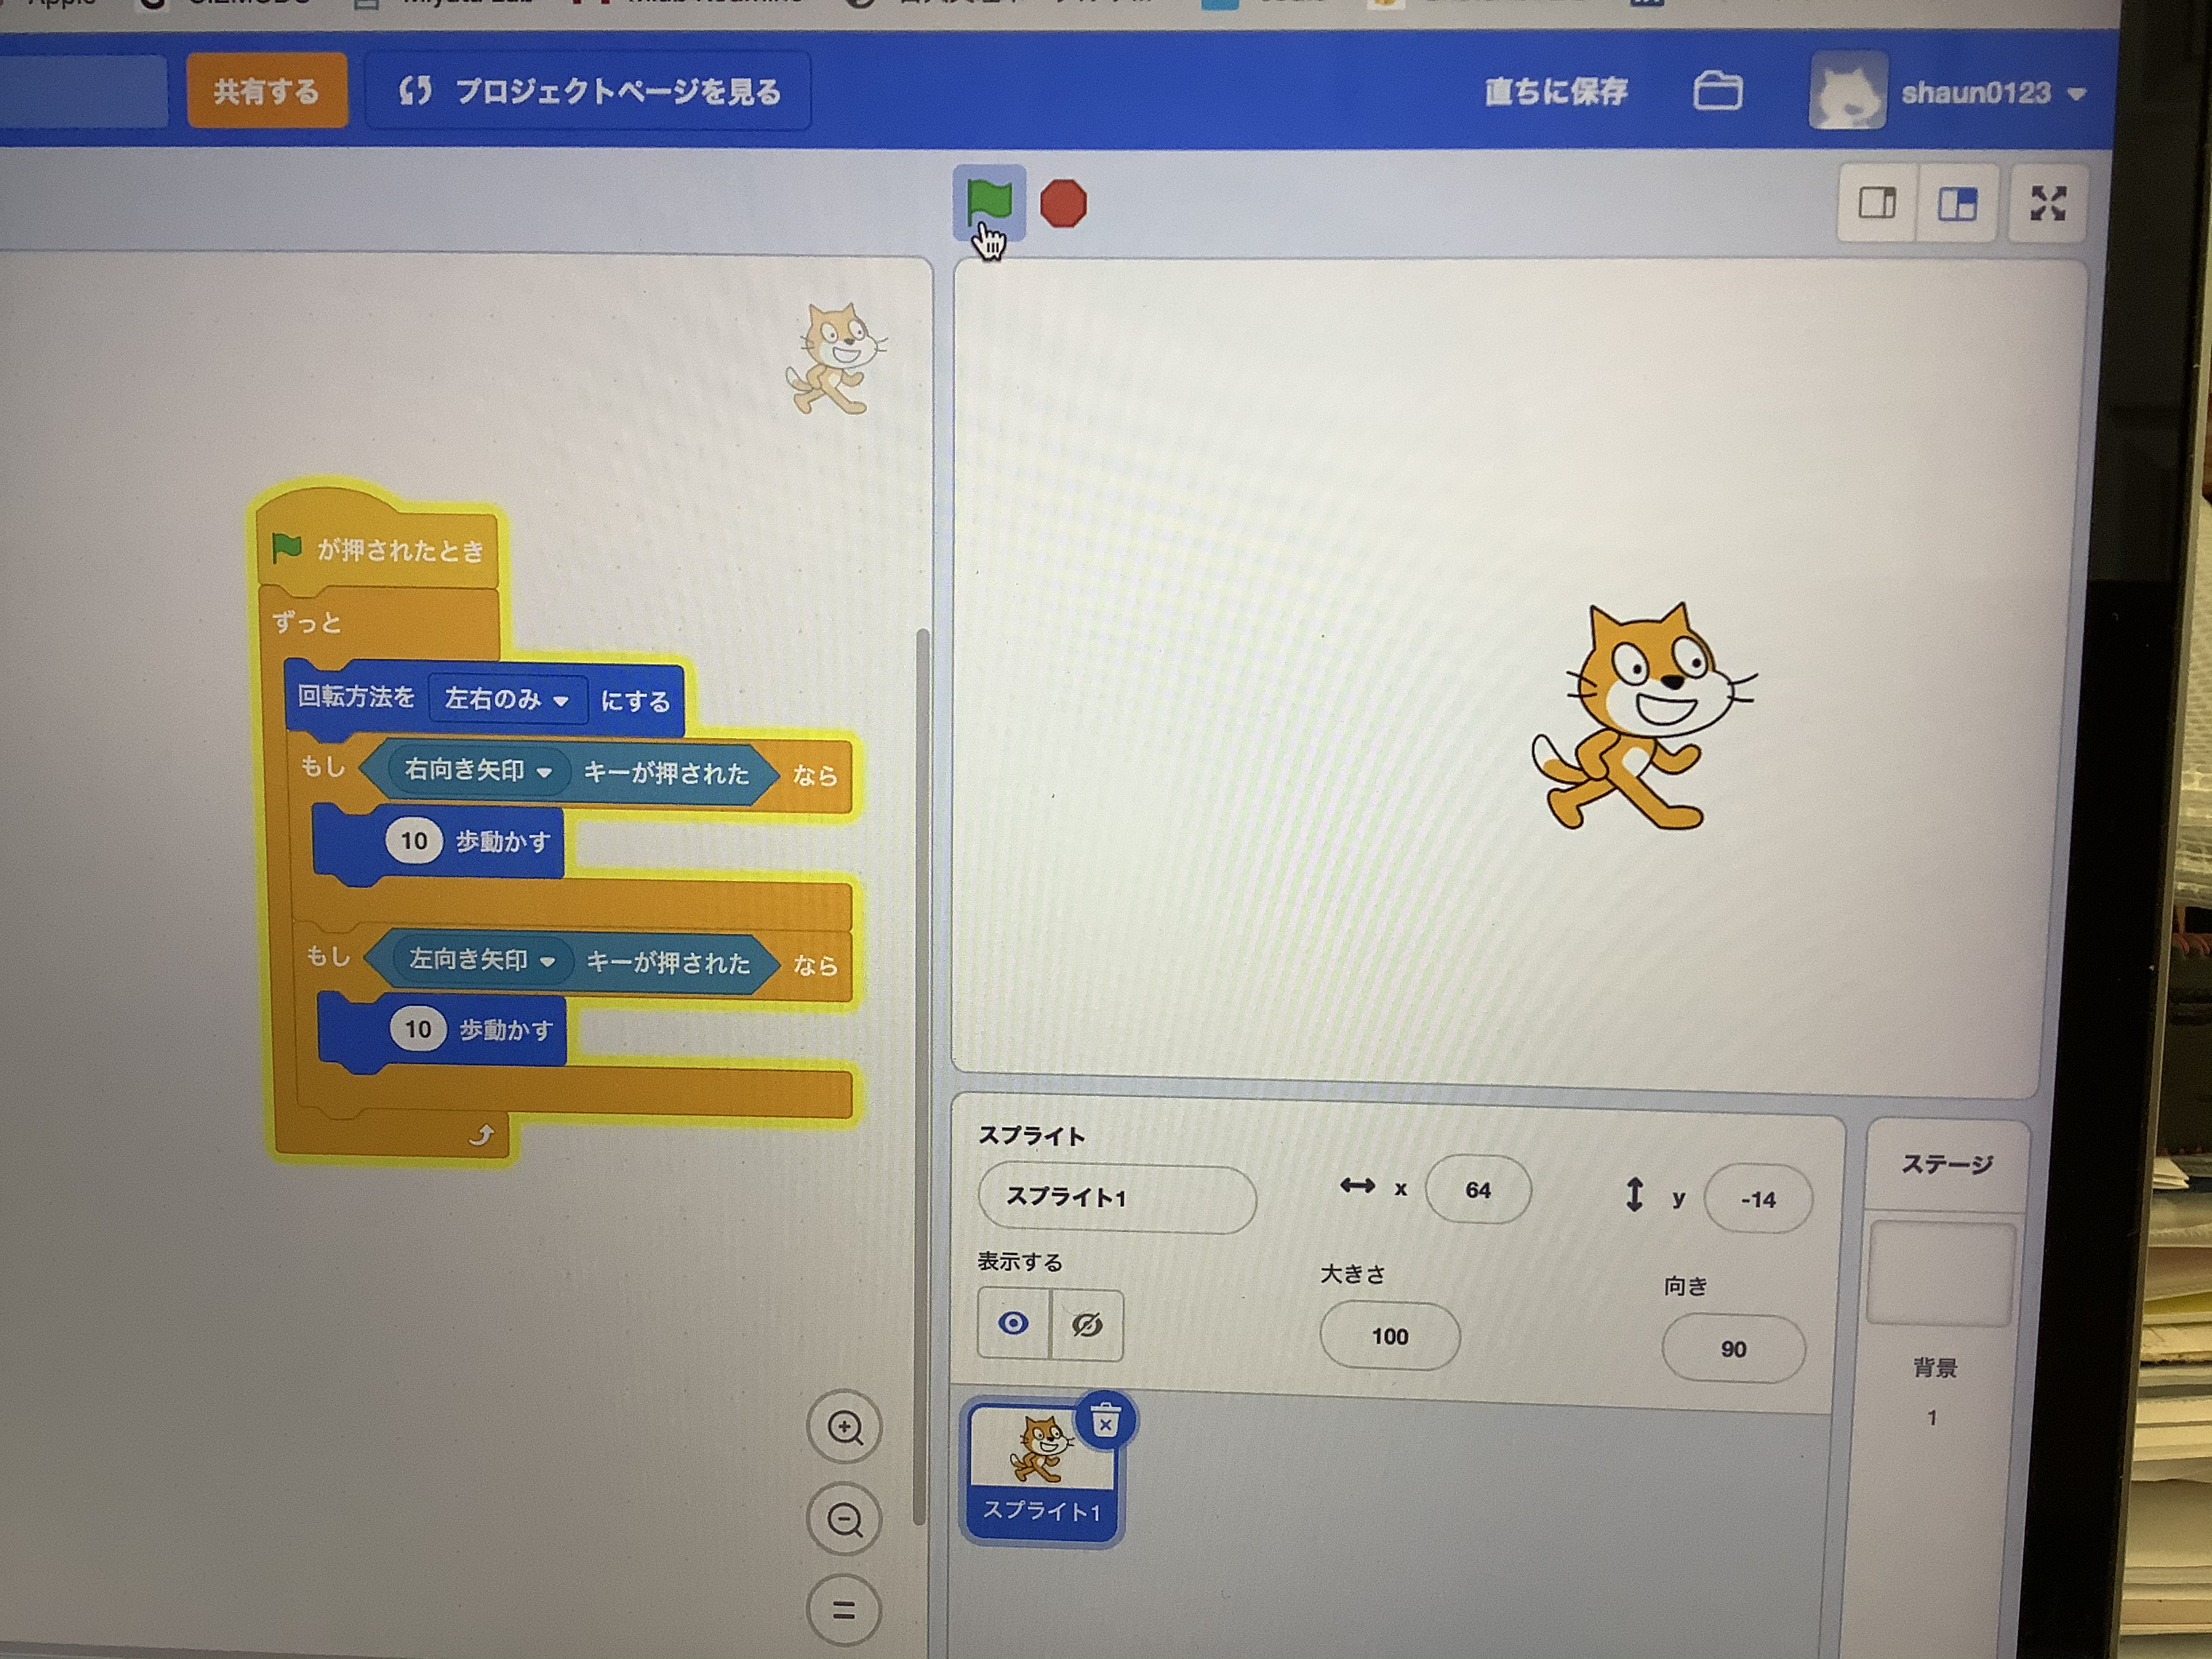 共有する
プロジェクトページを見る
直ちに保存
shaun0123
が押されたとき
ずっと
回転方法を 左右のみ にする
もし 右向き矢印 キーが押された なら
10 歩動かす
もし 左向き矢印 キーが押された なら
10 歩動かす
スプライト
スプライト1
x 64
y -14
表示する
大きさ
100
向き
90
スプライト1
ステージ
背景
1